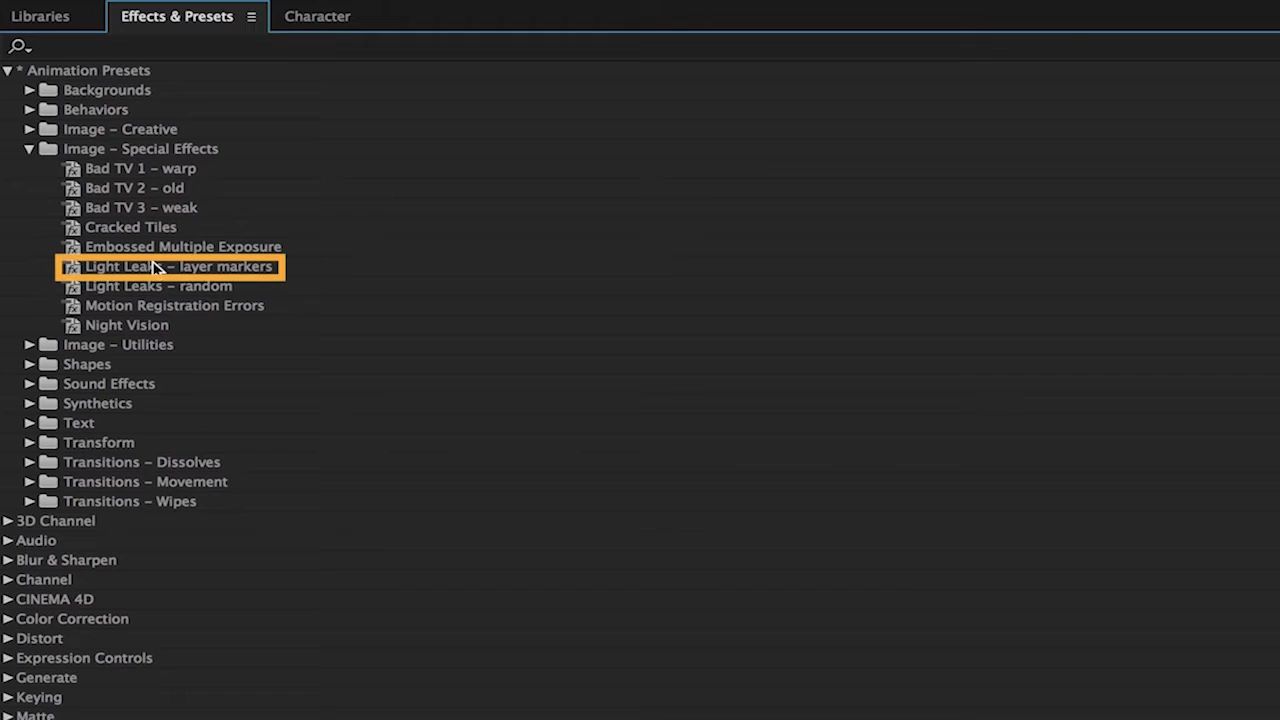 Libraries Effects & Presets Character
* Animation Presets
Backgrounds
Behaviors
Image – Creative
Image – Special Effects
Bad TV 1 – warp
Bad TV 2 – old
Bad TV 3 – weak
Cracked Tiles
Embossed Multiple Exposure
Light Leaks – layer markers
Light Leaks – random
Motion Registration Errors
Night Vision
Image – Utilities
Shapes
Sound Effects
Synthetics
Text
Transform
Transitions – Dissolves
Transitions – Movement
Transitions – Wipes
3D Channel
Audio
Blur & Sharpen
Channel
CINEMA 4D
Color Correction
Distort
Expression Controls
Generate
Keying
Matte